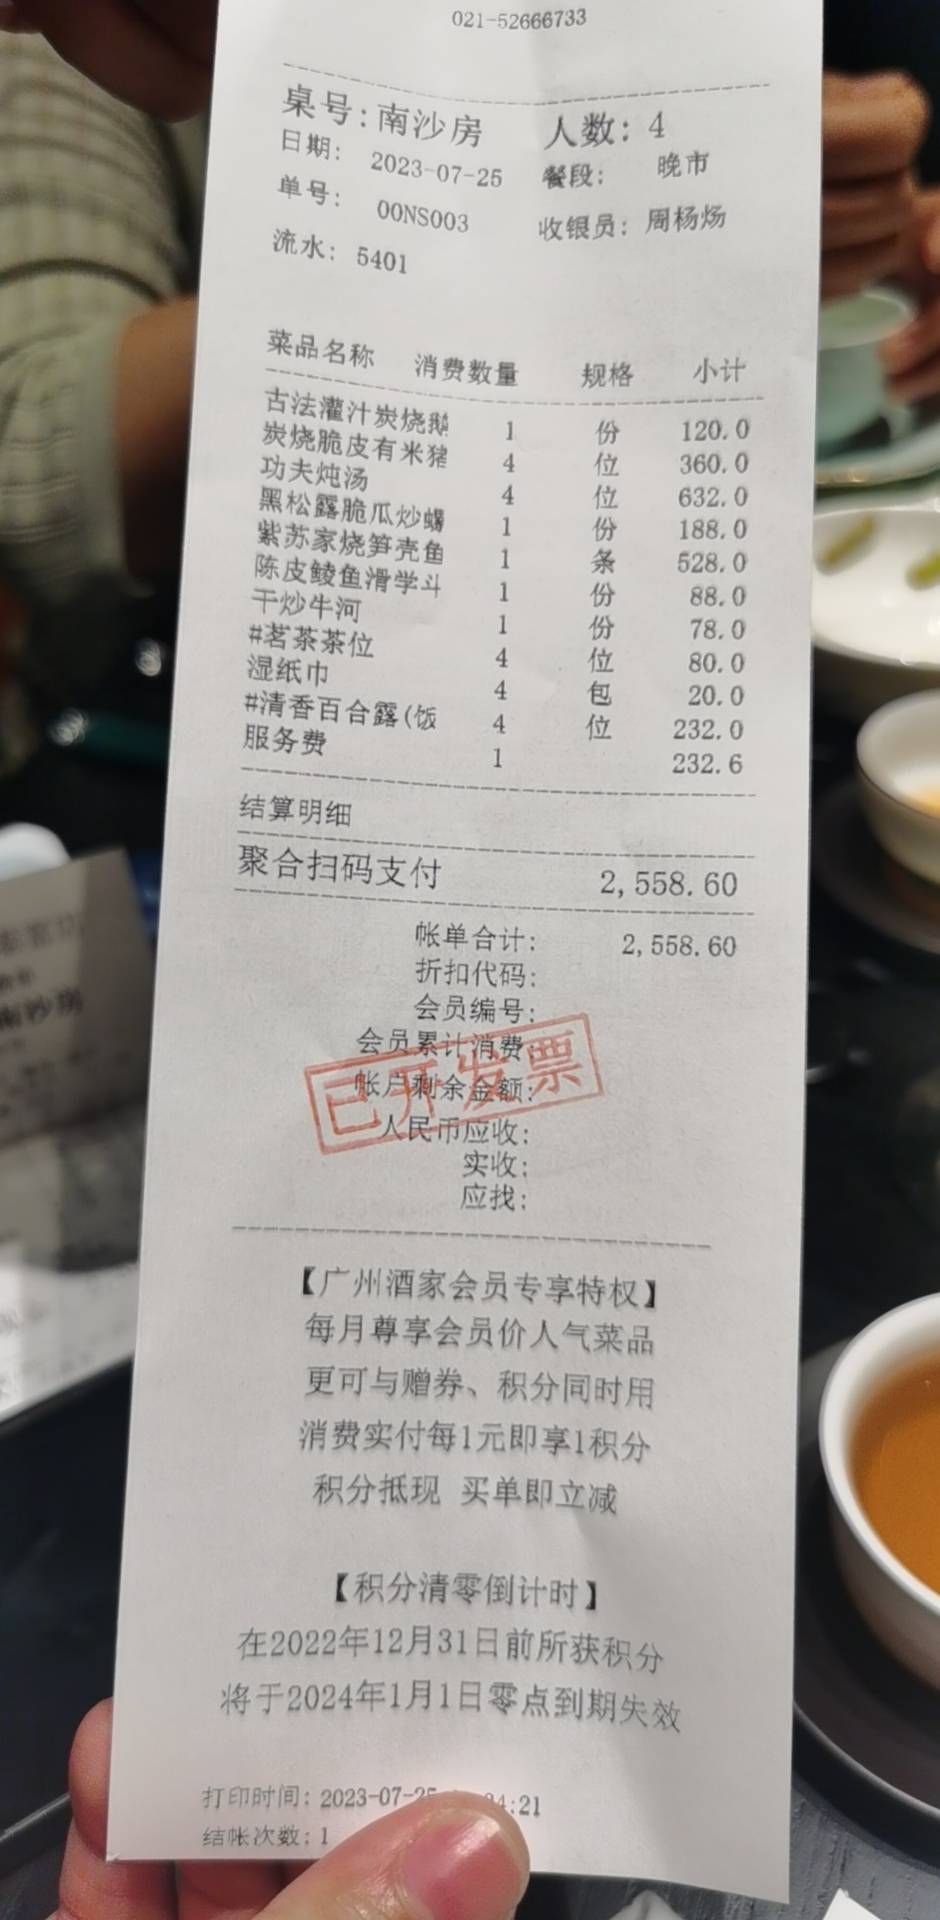 021-52666733
桌号:南沙房 人数: 4
日期: 2023-07-25 餐段: 晚市
单号: 00NS003 收银员: 周杨炀
流水: 5401
菜品名称 消费数量 规格 小计
古法灌汁炭烧鹅 1 份 120.0
炭烧脆皮有米猪 4 位 360.0
功夫炖汤 4 位 632.0
黑松露脆瓜炒螺 1 份 188.0
紫苏家烧笋壳鱼 1 条 528.0
陈皮鲮鱼滑学斗 1 份 88.0
干炒牛河 1 份 78.0
#茗茶茶位 4 位 80.0
湿纸巾 4 包 20.0
#清香百合露(饭 4 位 232.0
服务费 1 232.6
结算明细
聚合扫码支付 2,558.60
帐单合计: 2,558.60
折扣代码:
会员编号:
会员累计消费:
帐户剩余金额:
已开发票
人民币应收:
实收:
应找:
【广州酒家会员专享特权】
每月尊享会员价人气菜品
更可与赠券、积分同时用
消费实付每1元即享1积分
积分抵现 买单即立减
【积分清零倒计时】
在2022年12月31日前所获积分
将于2024年1月1日零点到期失效
打印时间: 2023-07-25 :21
结帐次数: 1
南沙房